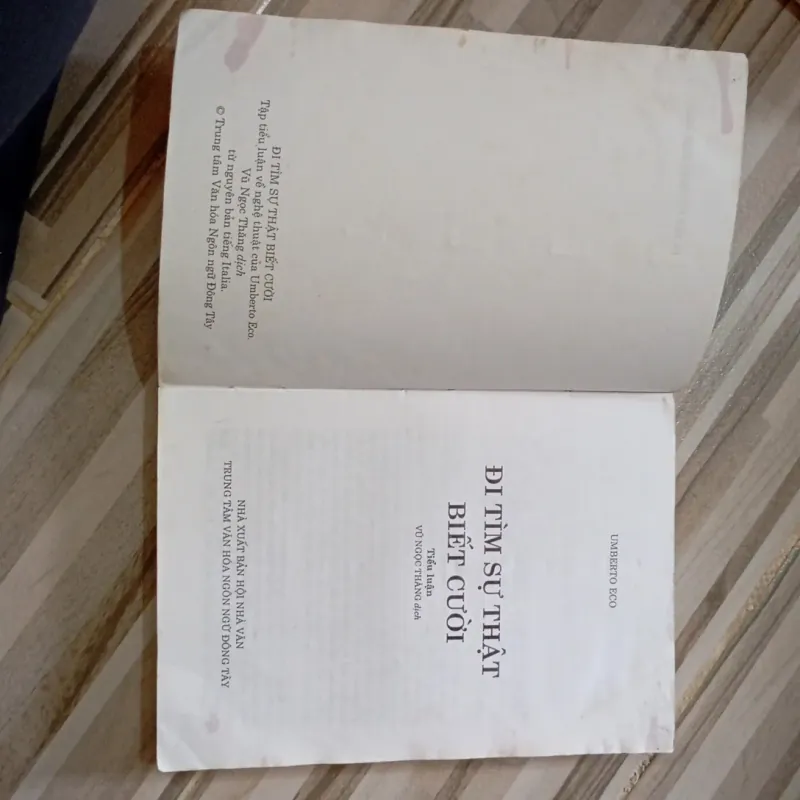 ĐI TÌM SỰ THẬT BIẾT CƯỜI
Tập tiểu luận về nghệ thuật của Umberto Eco.
Vũ Ngọc Thăng dịch
từ nguyên bản tiếng Italia.
© Trung tâm Văn hóa Ngôn ngữ Đông Tây
UMBERTO ECO
ĐI TÌM SỰ THẬT
BIẾT CƯỜI
Tiểu luận
VŨ NGỌC THĂNG dịch
NHÀ XUẤT BẢN HỘI NHÀ VĂN
TRUNG TÂM VĂN HÓA NGÔN NGỮ ĐÔNG TÂY